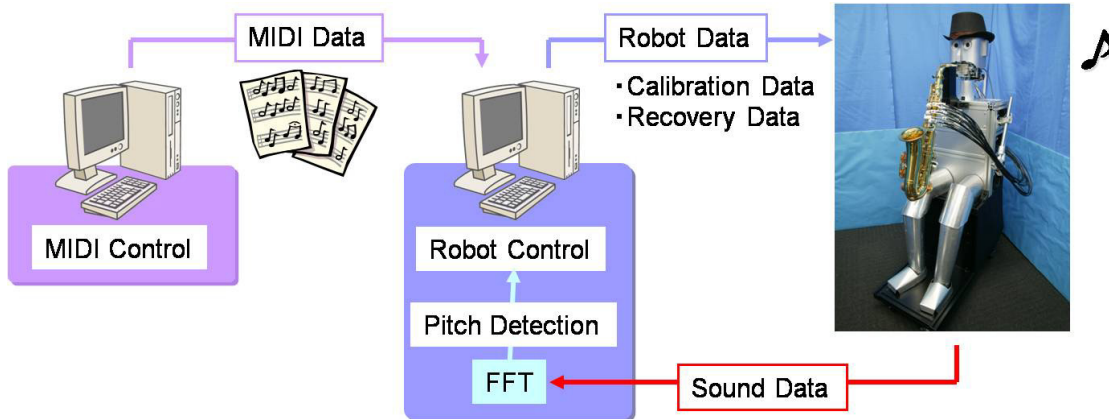 MIDI Data
Robot Data
・Calibration Data
・Recovery Data
MIDI Control
Robot Control
Pitch Detection
FFT
Sound Data